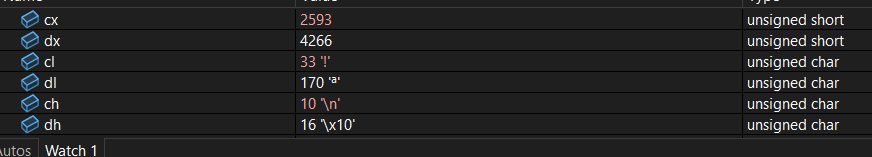 Name Value Type
cx 2593 unsigned short
dx 4266 unsigned short
cl 33 '!' unsigned char
dl 170 'ª' unsigned char
ch 10 '\n' unsigned char
dh 16 '\x10' unsigned char
Autos Watch 1